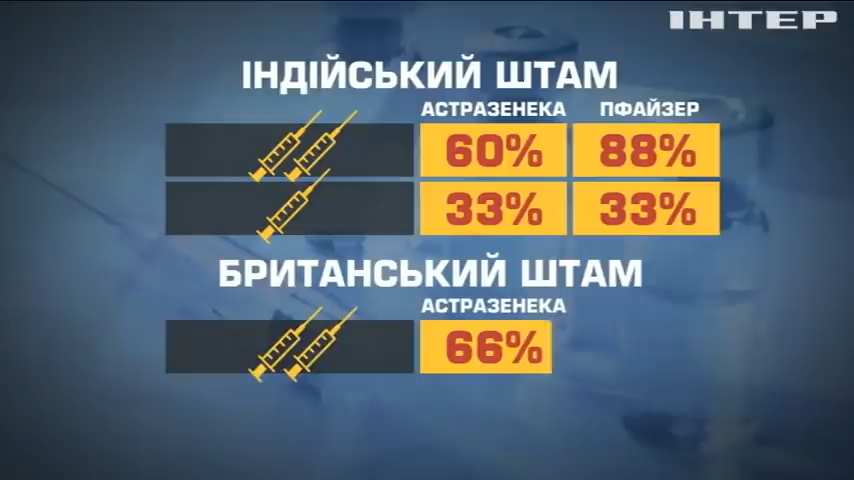 ІНТЕР
ІНДІЙСЬКИЙ ШТАМ
АСТРАЗЕНЕКА ПФАЙЗЕР
60% 88%
33% 33%
БРИТАНСЬКИЙ ШТАМ
АСТРАЗЕНЕКА
66%